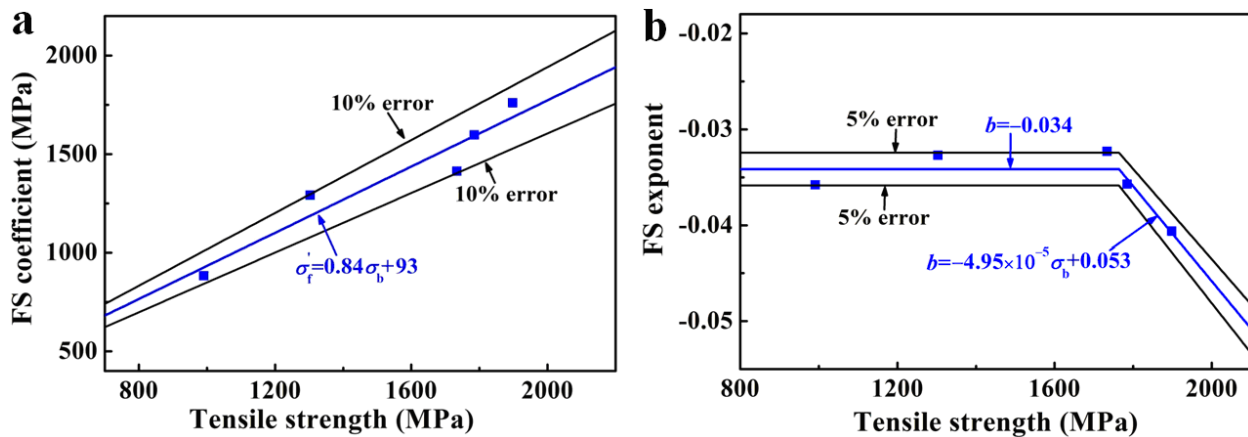 a
FS coefficient (MPa)
2000
1500
1000
500
10% error
10% error
σ'f=0.84σb+93
800
1200
1600
2000
Tensile strength (MPa)
b
FS exponent
-0.02
-0.03
-0.04
-0.05
5% error
b=−0.034
5% error
b=−4.95×10⁻⁵ σb+0.053
800
1200
1600
2000
Tensile strength (MPa)